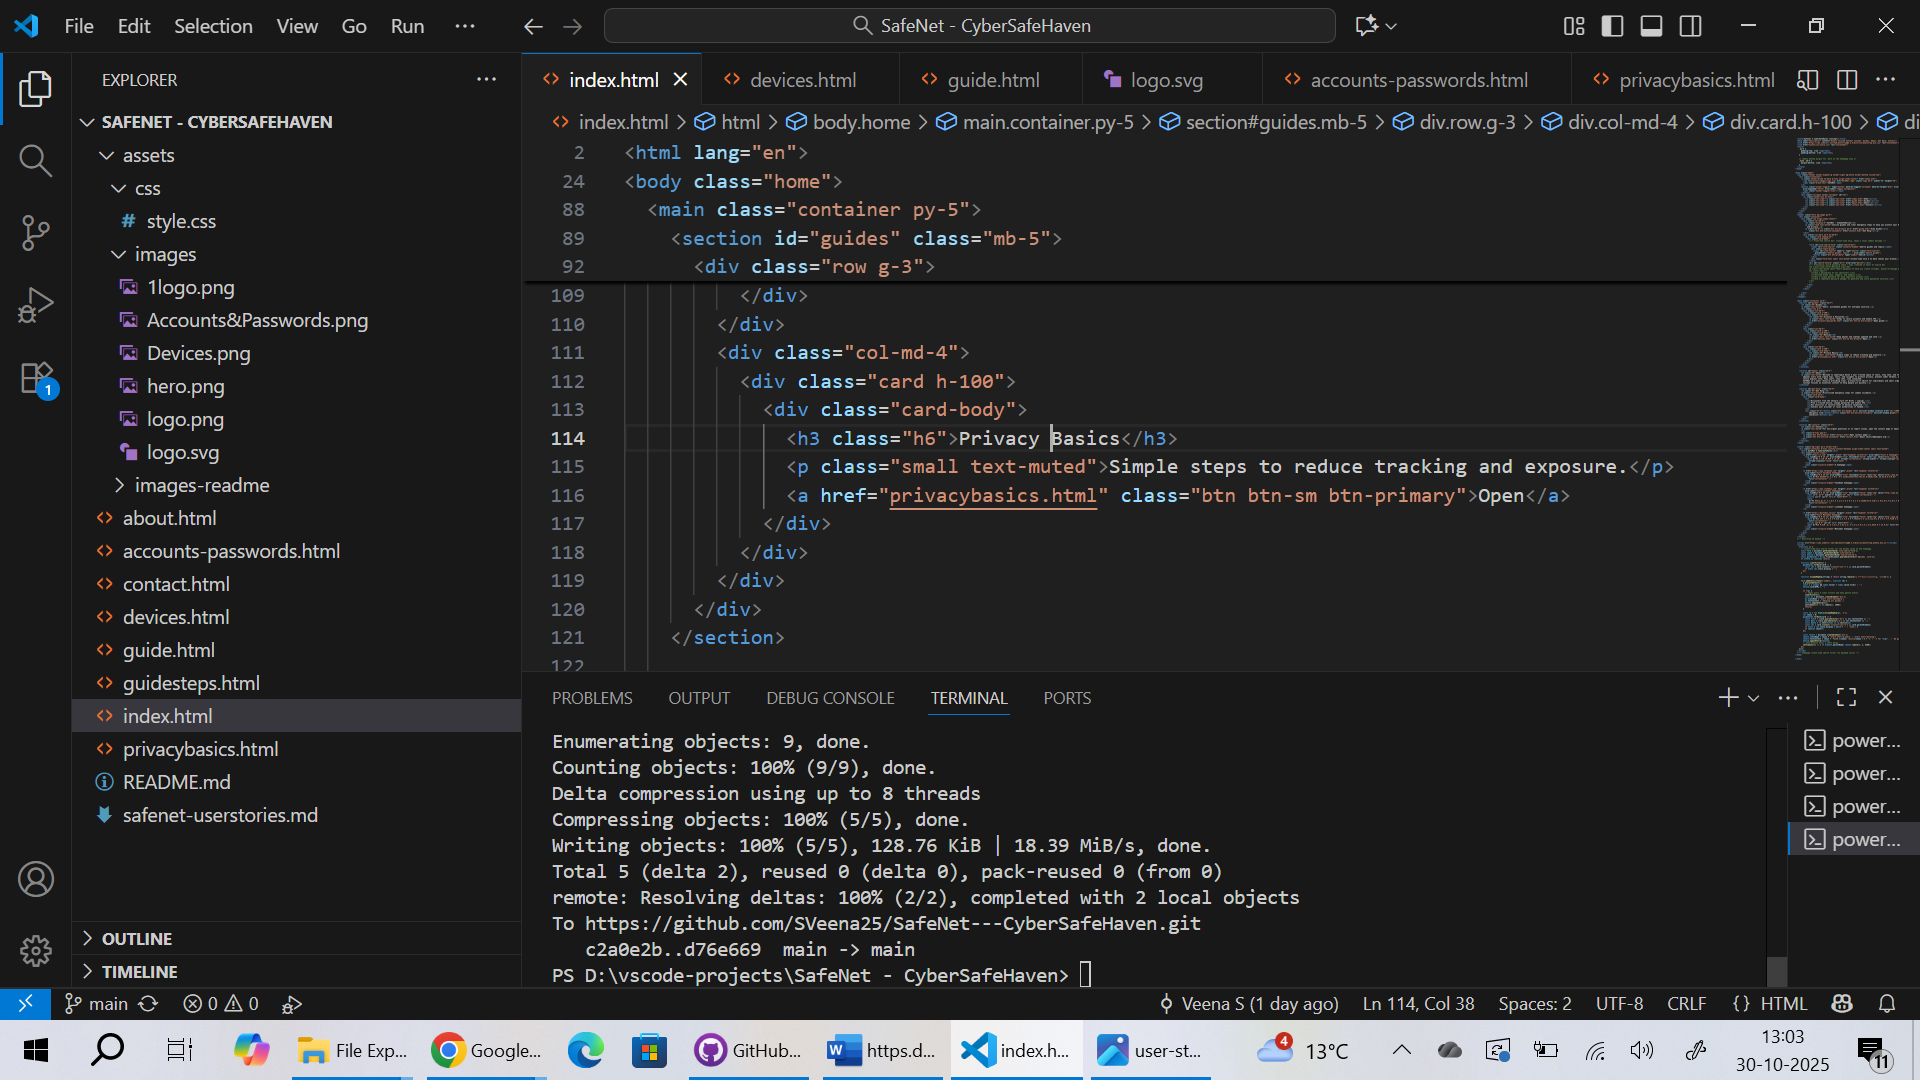 File Edit Selection View Go Run ···
SafeNet - CyberSafeHaven
EXPLORER ···
SAFENET - CYBERSAFEHAVEN
assets
css
# style.css
images
1logo.png
Accounts&Passwords.png
Devices.png
hero.png
logo.png
logo.svg
images-readme
about.html
accounts-passwords.html
contact.html
devices.html
guide.html
guidesteps.html
index.html
privacybasics.html
README.md
safenet-userstories.md
OUTLINE
TIMELINE
1
index.html devices.html guide.html logo.svg accounts-passwords.html privacybasics.html ···
index.html > html > body.home > main.container.py-5 > section#guides.mb-5 > div.row.g-3 > div.col-md-4 > div.card.h-100 > di
2 <html lang="en">
24 <body class="home">
88 <main class="container py-5">
89 <section id="guides" class="mb-5">
92 <div class="row g-3">
109 </div>
110 </div>
111 <div class="col-md-4">
112 <div class="card h-100">
113 <div class="card-body">
114 <h3 class="h6">Privacy Basics</h3>
115 <p class="small text-muted">Simple steps to reduce tracking and exposure.</p>
116 <a href="privacybasics.html" class="btn btn-sm btn-primary">Open</a>
117 </div>
118 </div>
119 </div>
120 </div>
121 </section>
122
PROBLEMS OUTPUT DEBUG CONSOLE TERMINAL PORTS
Enumerating objects: 9, done.
Counting objects: 100% (9/9), done.
Delta compression using up to 8 threads
Compressing objects: 100% (5/5), done.
Writing objects: 100% (5/5), 128.76 KiB | 18.39 MiB/s, done.
Total 5 (delta 2), reused 0 (delta 0), pack-reused 0 (from 0)
remote: Resolving deltas: 100% (2/2), completed with 2 local objects
To https://github.com/SVeena25/SafeNet---CyberSafeHaven.git
c2a0e2b..d76e669 main -> main
PS D:\vscode-projects\SafeNet - CyberSafeHaven>
power...
power...
power...
power...
main 0 0 Veena S (1 day ago) Ln 114, Col 38 Spaces: 2 UTF-8 CRLF {} HTML
File Exp... Google... GitHub... https:d... index.h... user-st... 4 13°C 13:03
30-10-2025 11